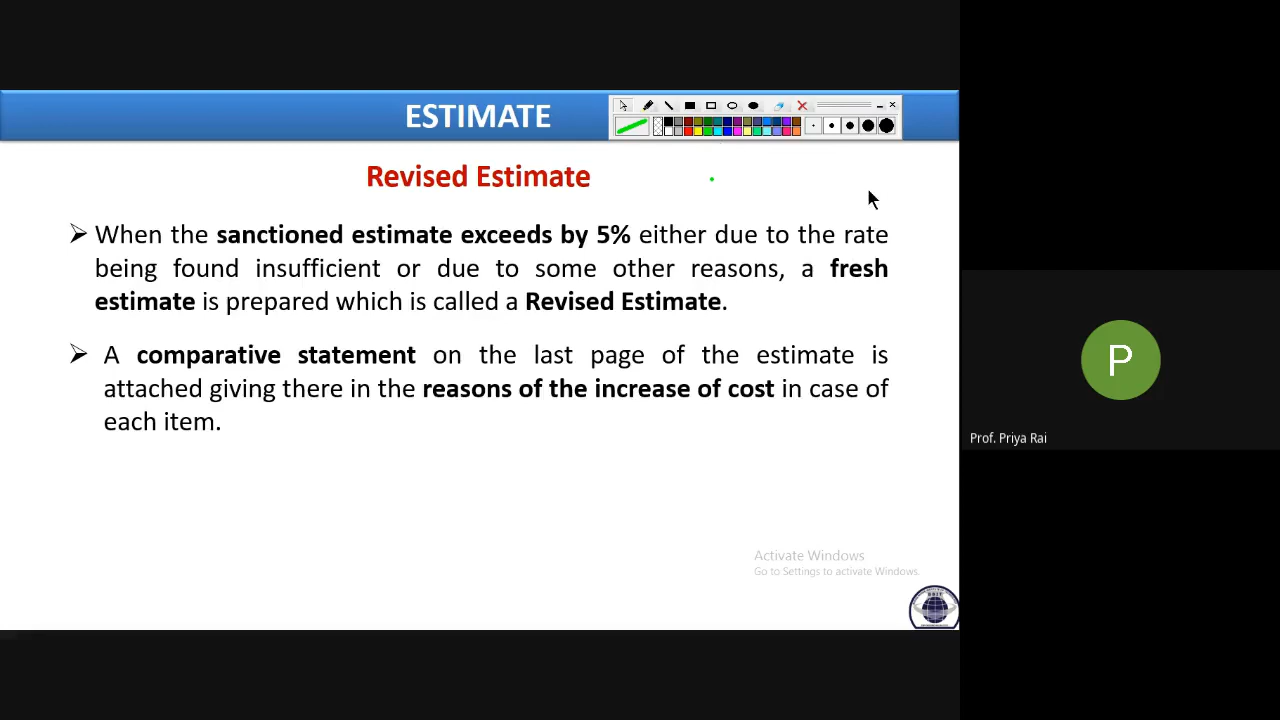 ESTIMATE
Revised Estimate
➢ When the sanctioned estimate exceeds by 5% either due to the rate
being found insufficient or due to some other reasons, a fresh
estimate is prepared which is called a Revised Estimate.
➢ A comparative statement on the last page of the estimate is
attached giving there in the reasons of the increase of cost in case of
each item.
Activate Windows
Go to Settings to activate Windows.
P
Prof. Priya Rai